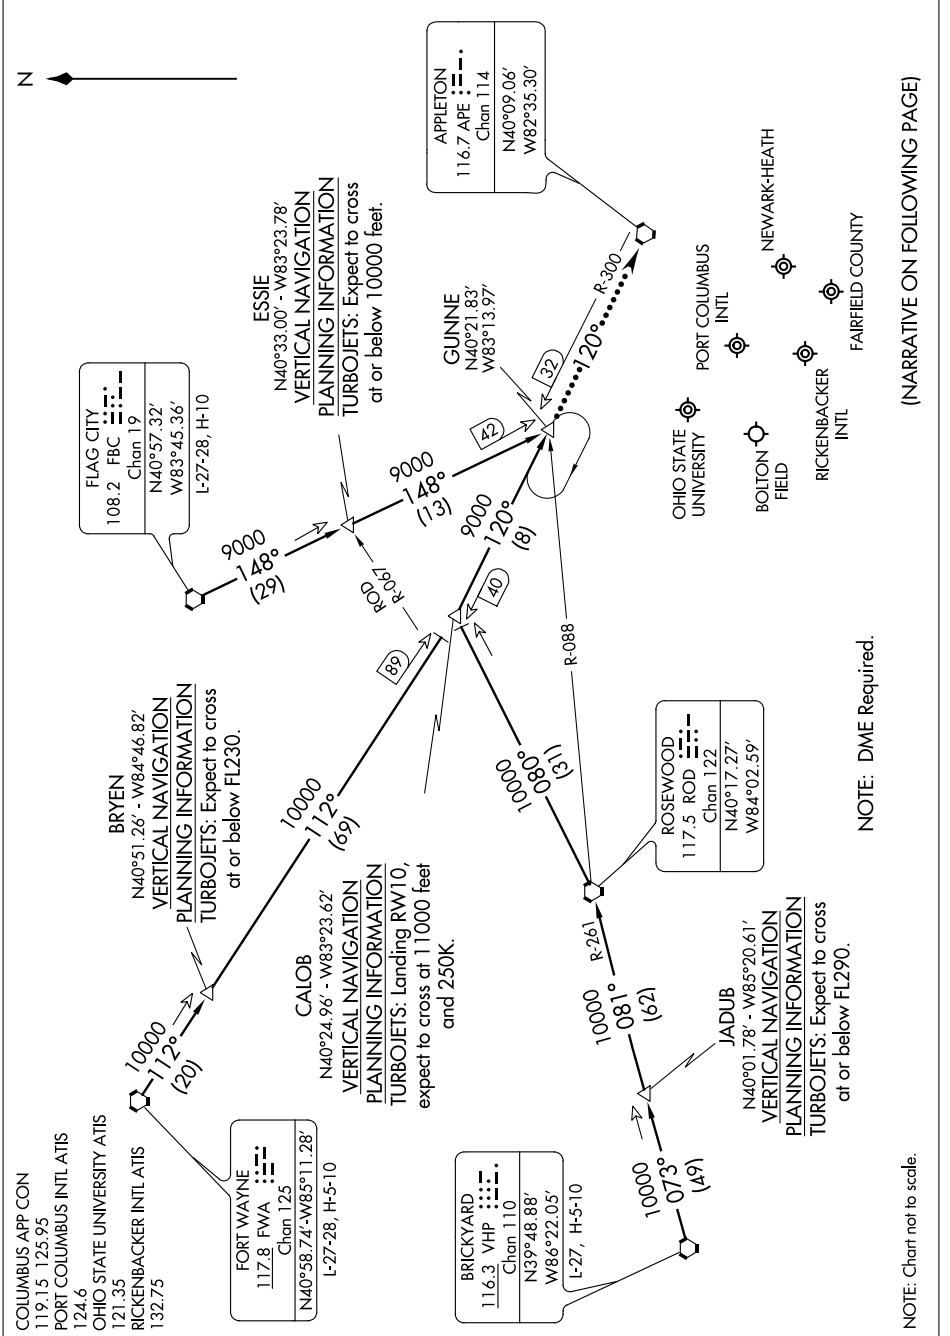 COLUMBUS APP CON
119.15 125.95
PORT COLUMBUS INTL ATIS
124.6
OHIO STATE UNIVERSITY ATIS
121.35
RICKENBACKER INTL ATIS
132.75
N
FORT WAYNE
117.8 FWA
Chan 125
N40°58.74'-W85°11.28'
L-27-28, H-5-10
10000
112°
(20)
BRYEN
N40°51.26' - W84°46.82'
VERTICAL NAVIGATION
PLANNING INFORMATION
TURBOJETS: Expect to cross
at or below FL230.
10000
112°
(69)
89
FLAG CITY
108.2 FBC
Chan 19
N40°57.32'
W83°45.36'
L-27-28, H-10
9000
148°
(29)
ESSIE
N40°33.00' - W83°23.78'
VERTICAL NAVIGATION
PLANNING INFORMATION
TURBOJETS: Expect to cross
at or below 10000 feet.
ROD
R-067
9000
148°
(13)
42
CALOB
N40°24.96' - W83°23.62'
VERTICAL NAVIGATION
PLANNING INFORMATION
TURBOJETS: Landing RW10,
expect to cross at 11000 feet
and 250K.
40
9000
120°
(8)
GUNNE
N40°21.83'
W83°13.97'
32
R-300
120°
APPLETON
116.7 APE
Chan 114
N40°09.06'
W82°35.30'
BRICKYARD
116.3 VHP
Chan 110
N39°48.88'
W86°22.05'
L-27, H-5-10
10000
073°
(49)
JADUB
N40°01.78' - W85°20.61'
VERTICAL NAVIGATION
PLANNING INFORMATION
TURBOJETS: Expect to cross
at or below FL290.
10000
081°
(62)
R-261
ROSEWOOD
117.5 ROD
Chan 122
N40°17.27'
W84°02.59'
10000
080°
(31)
R-088
OHIO STATE
UNIVERSITY
PORT COLUMBUS
INTL
NEWARK-HEATH
BOLTON
FIELD
RICKENBACKER
INTL
FAIRFIELD COUNTY
NOTE: DME Required.
NOTE: Chart not to scale.
(NARRATIVE ON FOLLOWING PAGE)